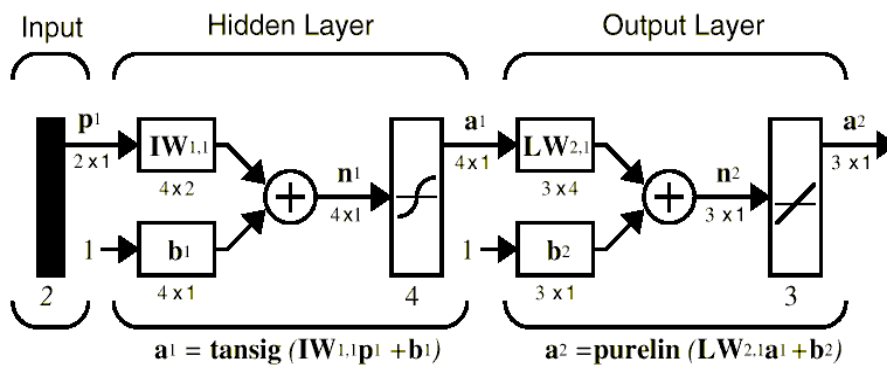 Input Hidden Layer Output Layer
p1 a1 a2
IW1,1 LW2,1
2 x 1 4 x 1 3 x 1
n1 n2
4 x 2 3 x 4
4x1 3 x 1
1 b1 1 b2
4 x 1 3 x 1
2 4 3
a1 = tansig (IW1,1p1 +b1) a2 =purelin (LW2,1a1+b2)